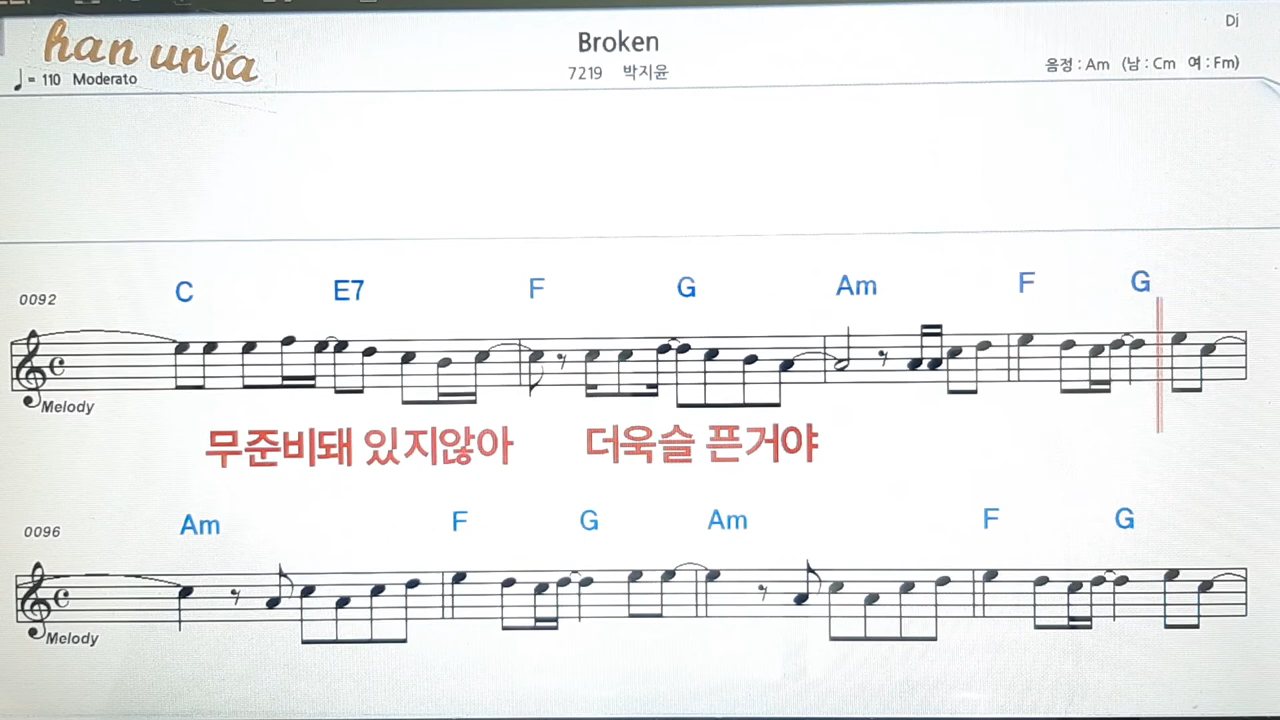 Dj
han unfa
Broken
♩= 110 Moderato
7219 박지윤
음정 : Am (남 : Cm 여 : Fm)
0092
C E7 F G Am F G
Melody
무준비돼 있지않아 더욱슬 픈거야
0096
Am F G Am F G
Melody